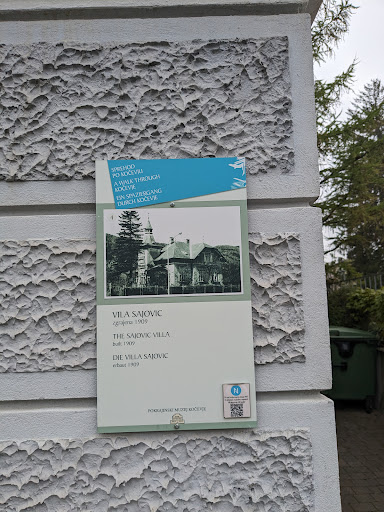 SPREHOD
PO KOČEVJU
A WALK THROUGH
KOČEVJE
EIN SPAZIERGANG
DURCH KOČEVJE
VILA SAJOVIC
zgrajena 1909
THE SAJOVIC VILLA
built 1909
DIE VILLA SAJOVIC
erbaut 1909
POKRAJINSKI MUZEJ KOČEVJE